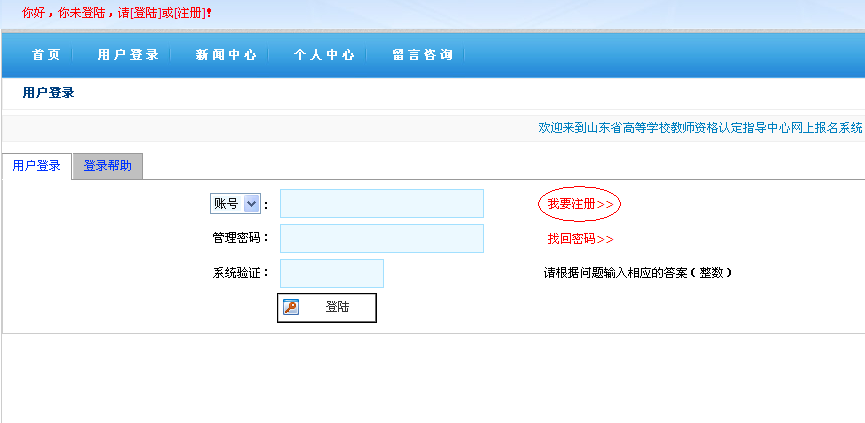 你好，你未登陆，请[登陆]或[注册]！
首页 用户登录 新闻中心 个人中心 留言咨询
用户登录
欢迎来到山东省高等学校教师资格认定指导中心网上报名系统
用户登录 登录帮助
账号 ： 我要注册>>
管理密码： 找回密码>>
系统验证： 请根据问题输入相应的答案（整数）
登陆